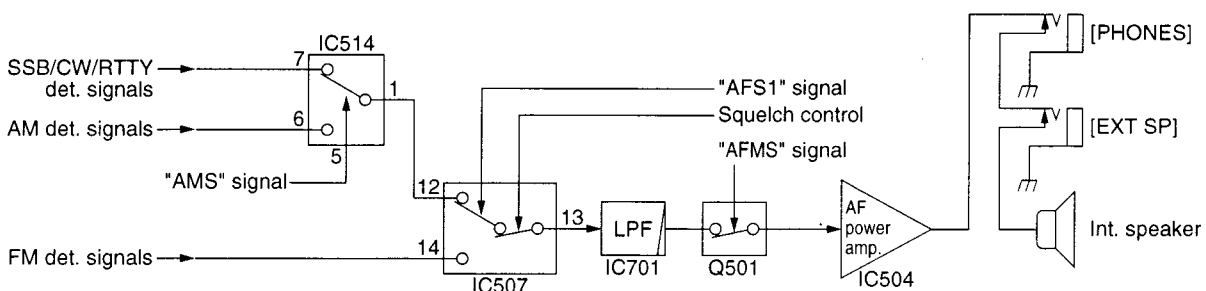 IC514
SSB/CW/RTTY
det. signals
7
1
AM det. signals
6
5
"AMS" signal
"AFS1" signal
Squelch control
"AFMS" signal
12
13
14
FM det. signals
IC507
LPF
IC701
Q501
AF
power
amp.
IC504
[PHONES]
[EXT SP]
Int. speaker